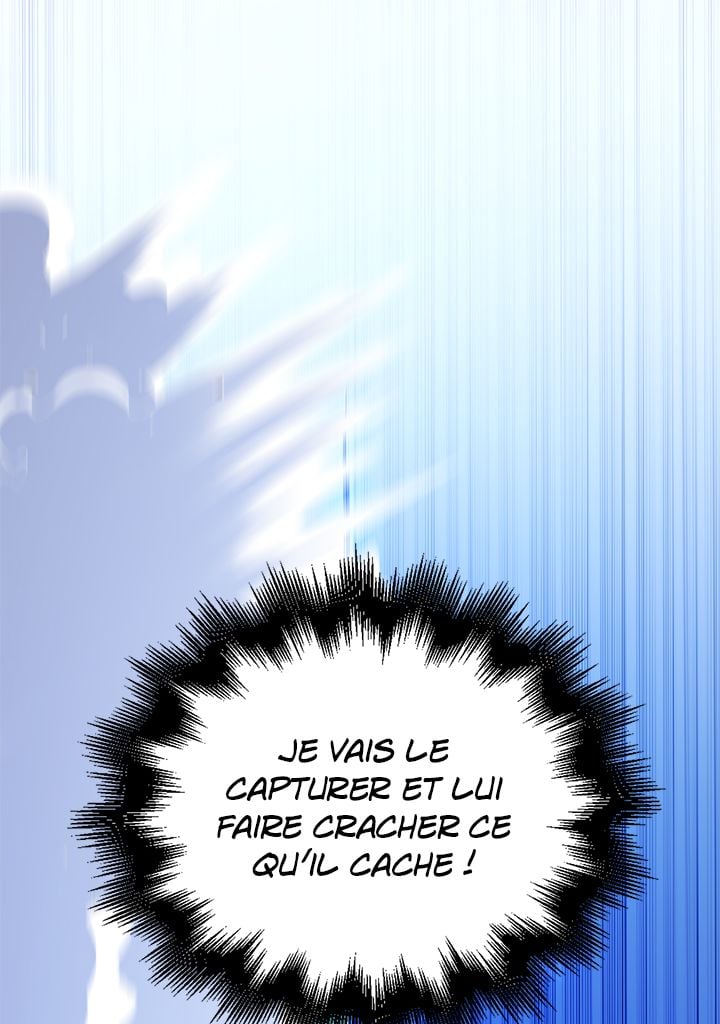 JE VAIS LE
CAPTURER ET LUI
FAIRE CRACHER CE
QU'IL CACHE !